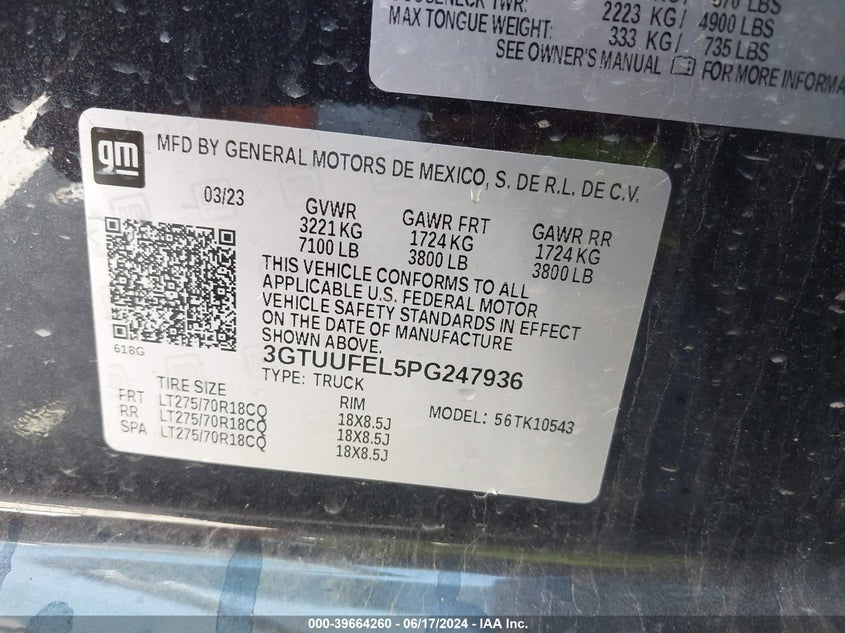 2223 KG/ 4900 LBS
MAX TONGUE WEIGHT: 333 KG/ 735 LBS
SEE OWNER'S MANUAL FOR MORE INFORMA
gm
MFD BY GENERAL MOTORS DE MEXICO, S. DE R.L. DE C.V.
03/23
GVWR GAWR FRT GAWR RR
3221 KG 1724 KG 1724 KG
7100 LB 3800 LB 3800 LB
THIS VEHICLE CONFORMS TO ALL
APPLICABLE U.S. FEDERAL MOTOR
VEHICLE SAFETY STANDARDS IN EFFECT
ON THE DATE OF MANUFACTURE
SHOWN ABOVE.
618G
3GTUUFEL5PG247936
TYPE: TRUCK
TIRE SIZE RIM MODEL: 56TK10543
FRT LT275/70R18CQ 18X8.5J
RR LT275/70R18CQ 18X8.5J
SPA LT275/70R18CQ 18X8.5J
000-39664260 - 06/17/2024 - IAAI, Inc.